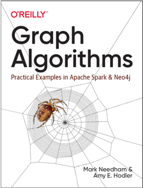 O'REILLY®
Graph
Algorithms
Practical Examples in Apache Spark & Neo4j
Mark Needham &
Amy E. Hodler